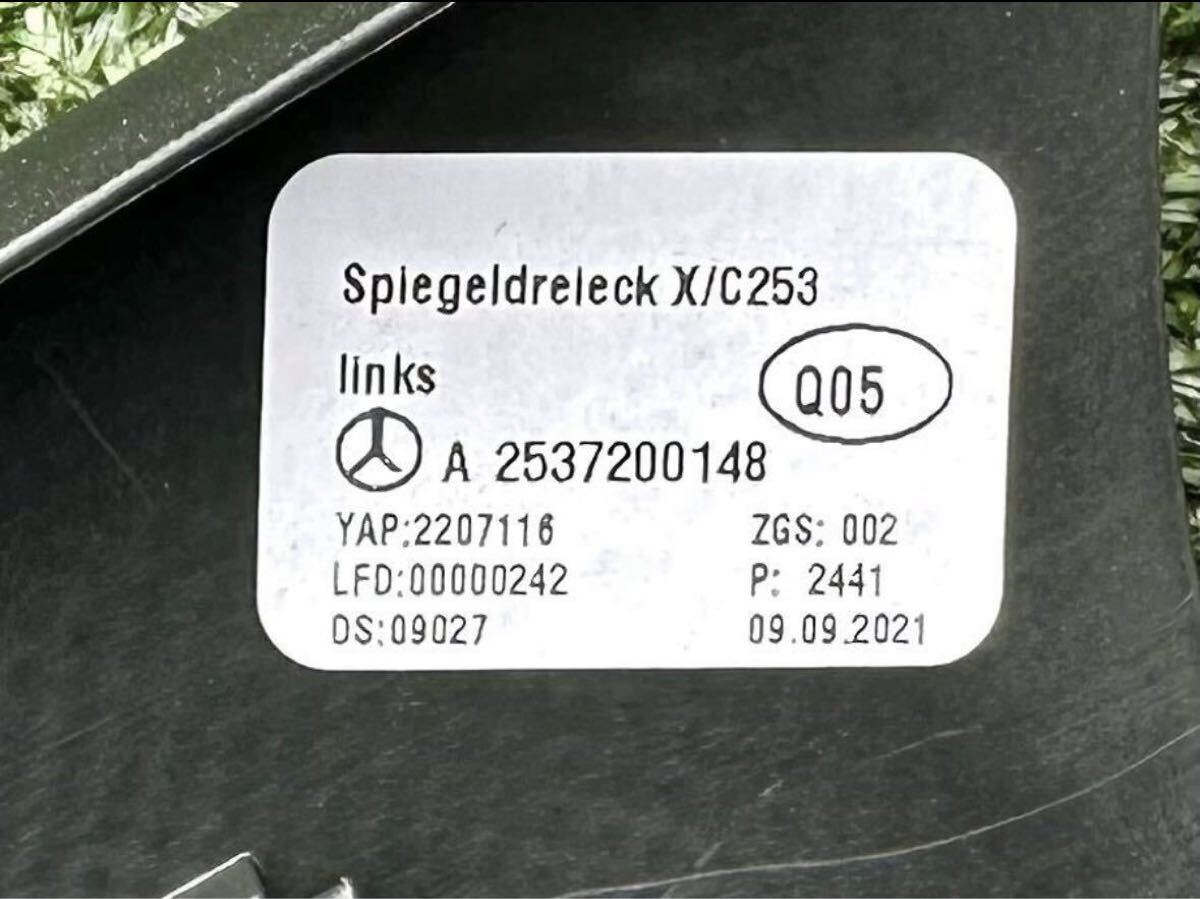 Spiegeldreieck X/C253
links
Q05
A 2537200148
YAP:2207116 ZGS: 002
LFD:00000242 P: 2441
DS:09027 09.09.2021